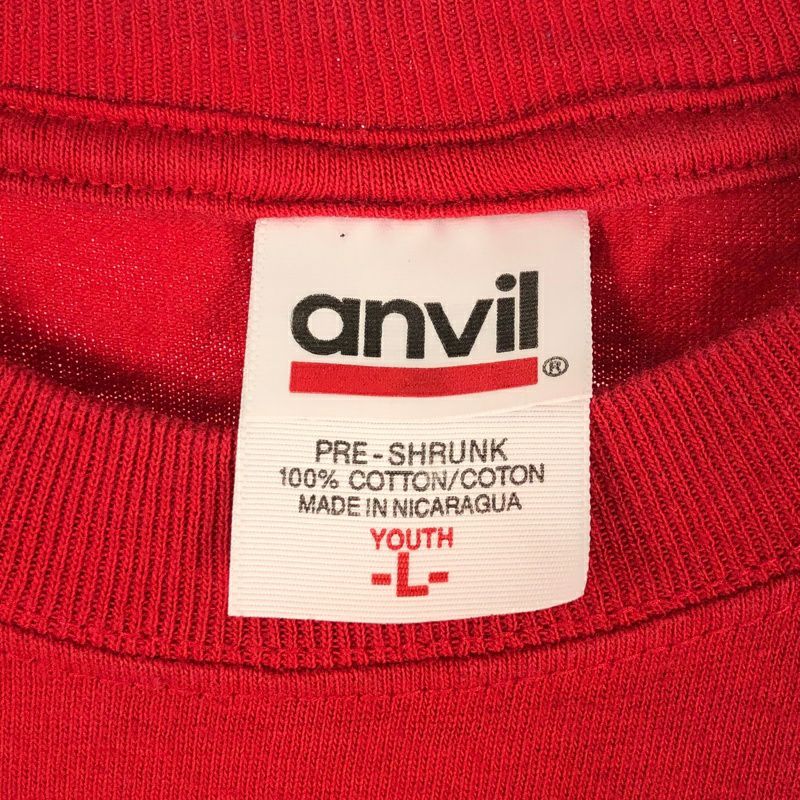 anvil®
PRE-SHRUNK
100% COTTON/COTON
MADE IN NICARAGUA
YOUTH
-L-